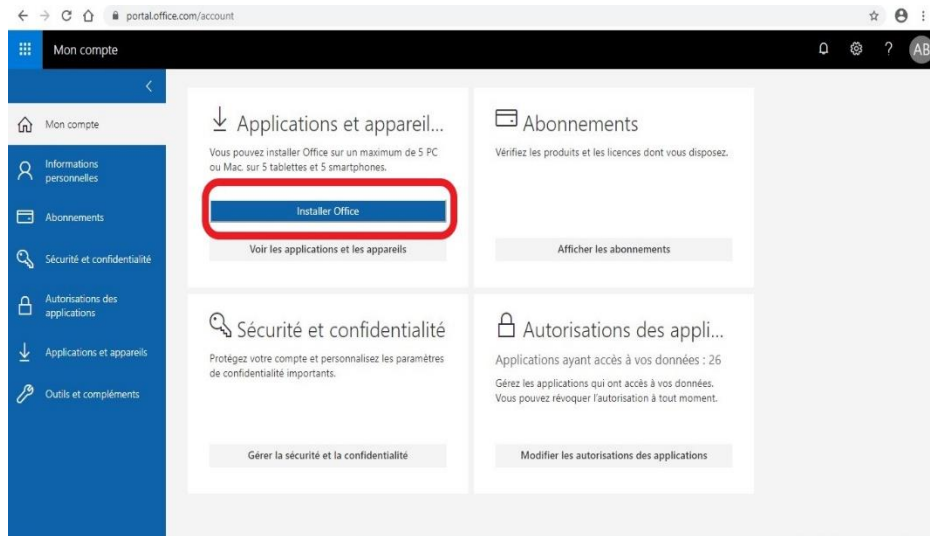 portal.office.com/account
Mon compte
?
AB
Mon compte
Informations
personnelles
Abonnements
Sécurité et confidentialité
Autorisations des
applications
Applications et appareils
Outils et compléments
Applications et appareil...
Vous pouvez installer Office sur un maximum de 5 PC
ou Mac. sur 5 tablettes et 5 smartphones.
Installer Office
Voir les applications et les appareils
Abonnements
Vérifiez les produits et les licences dont vous disposez.
Afficher les abonnements
Sécurité et confidentialité
Protégez votre compte et personnalisez les paramètres
de confidentialité importants.
Gérer la sécurité et la confidentialité
Autorisations des appli...
Applications ayant accès à vos données : 26
Gérez les applications qui ont accès à vos données.
Vous pouvez révoquer l'autorisation à tout moment.
Modifier les autorisations des applications